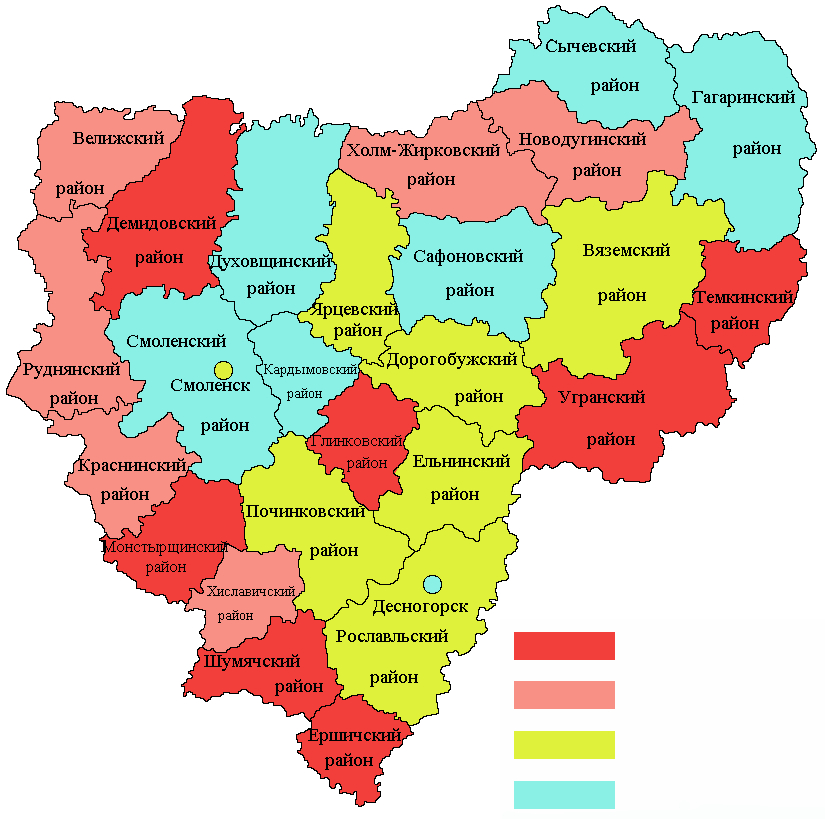 Сычевский
район
Гагаринский
район
Велижский
район
Холм-Жирковский
район
Новодугинский
район
Демидовский
район
Духовщинский
район
Сафоновский
район
Вяземский
район
Темкинский
район
Ярцевский
район
Смоленский
Смоленск
район
Кардымовский
район
Дорогобужский
район
Руднянский
район
Угранский
район
Глинковский
район
Ельнинский
район
Краснинский
район
Починковский
район
Монстырщинский
район
Хиславичский
район
Десногорск
Рославльский
район
Шумячский
район
Ершичский
район